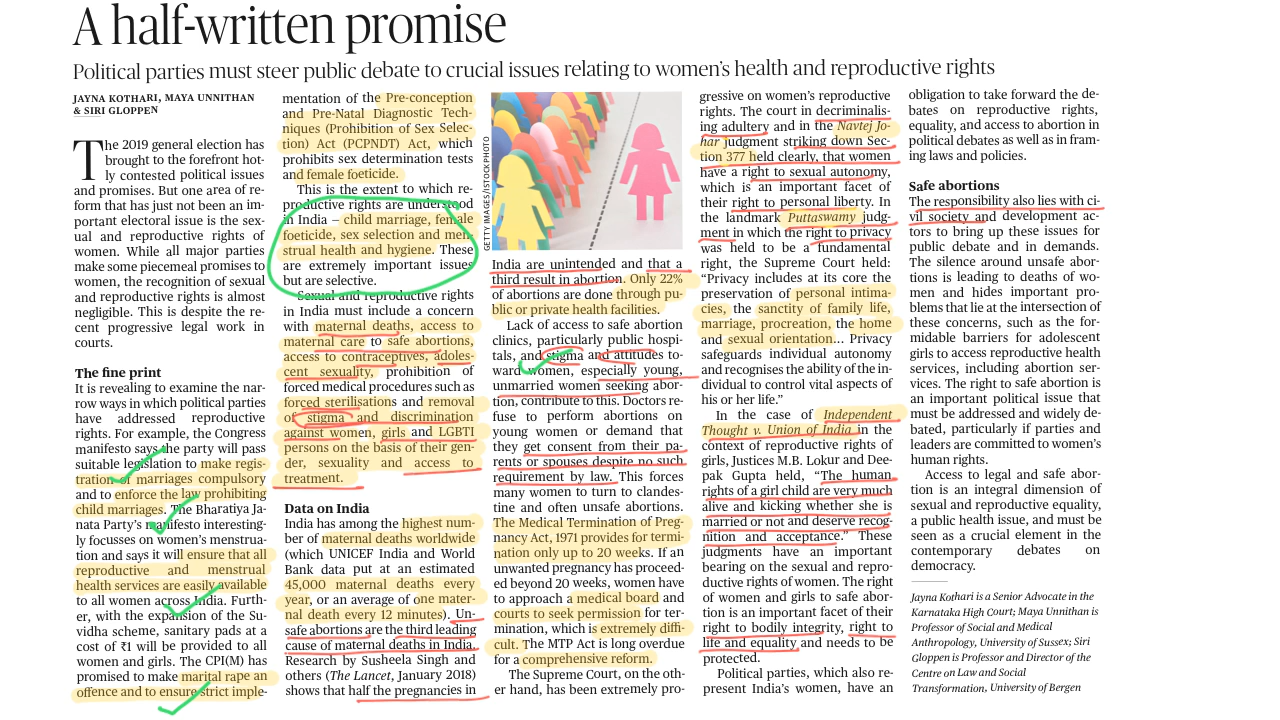 A half-written promise
Political parties must steer public debate to crucial issues relating to women's health and reproductive rights
JAYNA KOTHARI, MAYA UNNITHAN
& SIRI GLOPPEN
The 2019 general election has
brought to the forefront hot-
ly contested political issues
and promises. But one area of re-
form that has just not been an im-
portant electoral issue is the sex-
ual and reproductive rights of
women. While all major parties
make some piecemeal promises to
women, the recognition of sexual
and reproductive rights is almost
negligible. This is despite the re-
cent progressive legal work in
courts.
The fine print
It is revealing to examine the nar-
row ways in which political parties
have addressed reproductive
rights. For example, the Congress
manifesto says the party will pass
suitable legislation to make regis-
tration of marriages compulsory
and to enforce the law prohibiting
child marriages. The Bharatiya Ja-
nata Party's manifesto interesting-
ly focusses on women's menstrua-
tion and says it will ensure that all
reproductive and menstrual
health services are easily available
to all women across India. Furth-
er, with the expansion of the Su-
vidha scheme, sanitary pads at a
cost of ₹1 will be provided to all
women and girls. The CPI(M) has
promised to make marital rape an
offence and to ensure strict imple-
mentation of the Pre-conception
and Pre-Natal Diagnostic Tech-
niques (Prohibition of Sex Selec-
tion) Act (PCPNDT) Act, which
prohibits sex determination tests
and female foeticide.
This is the extent to which re-
productive rights are understood
in India – child marriage, female
foeticide, sex selection and men-
strual health and hygiene. These
are extremely important issues
but are selective.
Sexual and reproductive rights
in India must include a concern
with maternal deaths, access to
maternal care to safe abortions,
access to contraceptives, adoles-
cent sexuality, prohibition of
forced medical procedures such as
forced sterilisations and removal
of stigma and discrimination
against women, girls and LGBTI
persons on the basis of their gen-
der, sexuality and access to
treatment.
Data on India
India has among the highest num-
ber of maternal deaths worldwide
(which UNICEF India and World
Bank data put at an estimated
45,000 maternal deaths every
year, or an average of one mater-
nal death every 12 minutes). Un-
safe abortions are the third leading
cause of maternal deaths in India.
Research by Susheela Singh and
others (The Lancet, January 2018)
shows that half the pregnancies in
GETTY IMAGES/ISTOCK PHOTO
India are unintended and that a
third result in abortion. Only 22%
of abortions are done through pu-
blic or private health facilities.
Lack of access to safe abortion
clinics, particularly public hospi-
tals, and stigma and attitudes to-
ward women, especially young,
unmarried women seeking abor-
tion, contribute to this. Doctors re-
fuse to perform abortions on
young women or demand that
they get consent from their pa-
rents or spouses despite no such
requirement by law. This forces
many women to turn to clandes-
tine and often unsafe abortions.
The Medical Termination of Preg-
nancy Act, 1971 provides for termi-
nation only up to 20 weeks. If an
unwanted pregnancy has proceed-
ed beyond 20 weeks, women have
to approach a medical board and
courts to seek permission for ter-
mination, which is extremely diffi-
cult. The MTP Act is long overdue
for a comprehensive reform.
The Supreme Court, on the oth-
er hand, has been extremely pro-
gressive on women's reproductive
rights. The court in decriminalis-
ing adultery and in the Navtej Jo-
har judgment striking down Sec-
tion 377 held clearly, that women
have a right to sexual autonomy,
which is an important facet of
their right to personal liberty. In
the landmark Puttaswamy judg-
ment in which the right to privacy
was held to be a fundamental
right, the Supreme Court held:
"Privacy includes at its core the
preservation of personal intima-
cies, the sanctity of family life,
marriage, procreation, the home
and sexual orientation... Privacy
safeguards individual autonomy
and recognises the ability of the in-
dividual to control vital aspects of
his or her life."
In the case of Independent
Thought v. Union of India in the
context of reproductive rights of
girls, Justices M.B. Lokur and Dee-
pak Gupta held, "The human
rights of a girl child are very much
alive and kicking whether she is
married or not and deserve recog-
nition and acceptance." These
judgments have an important
bearing on the sexual and repro-
ductive rights of women. The right
of women and girls to safe abor-
tion is an important facet of their
right to bodily integrity, right to
life and equality and needs to be
protected.
Political parties, which also re-
present India's women, have an
obligation to take forward the de-
bates on reproductive rights,
equality, and access to abortion in
political debates as well as in fram-
ing laws and policies.
Safe abortions
The responsibility also lies with ci-
vil society and development ac-
tors to bring up these issues for
public debate and in demands.
The silence around unsafe abor-
tions is leading to deaths of wo-
men and hides important pro-
blems that lie at the intersection of
these concerns, such as the for-
midable barriers for adolescent
girls to access reproductive health
services, including abortion ser-
vices. The right to safe abortion is
an important political issue that
must be addressed and widely de-
bated, particularly if parties and
leaders are committed to women's
human rights.
Access to legal and safe abor-
tion is an integral dimension of
sexual and reproductive equality,
a public health issue, and must be
seen as a crucial element in the
contemporary debates on
democracy.
Jayna Kothari is a Senior Advocate in the
Karnataka High Court; Maya Unnithan is
Professor of Social and Medical
Anthropology, University of Sussex; Siri
Gloppen is Professor and Director of the
Centre on Law and Social
Transformation, University of Bergen